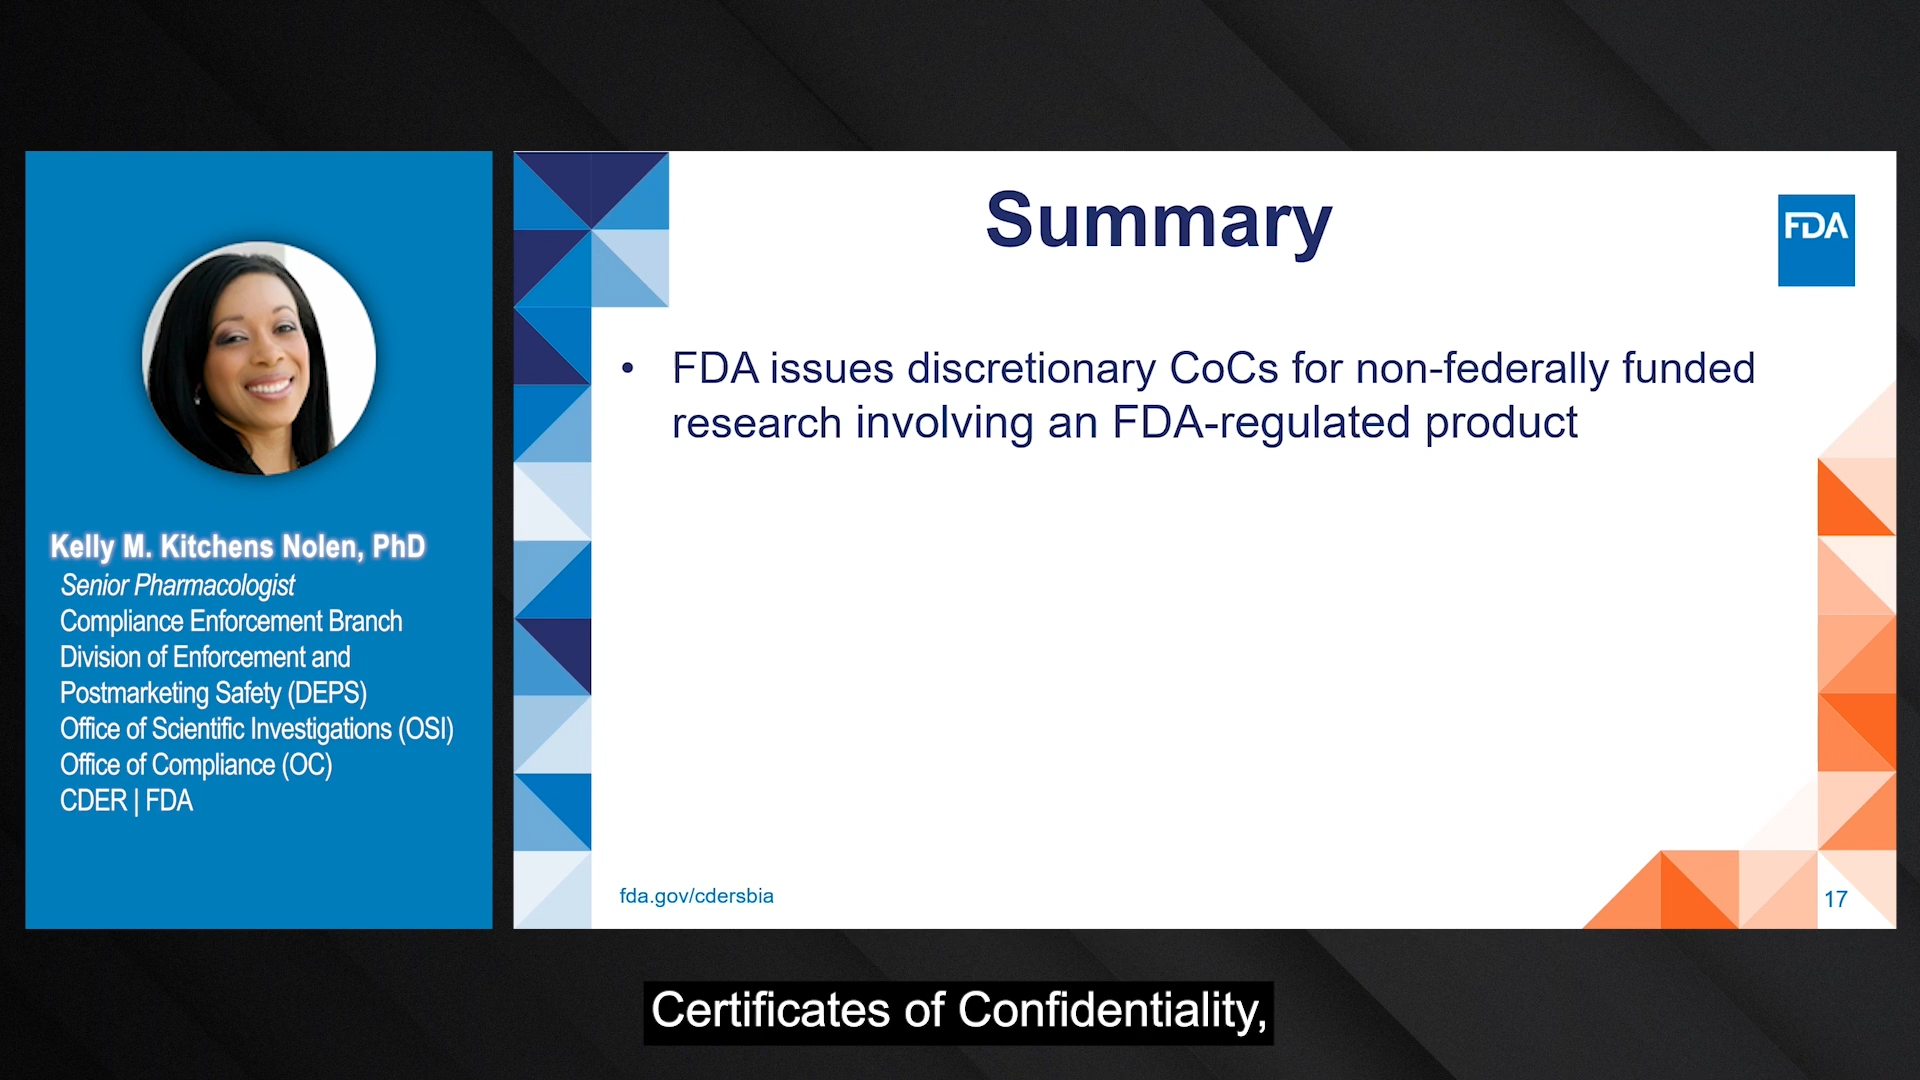 Kelly M. Kitchens Nolen, PhD
Senior Pharmacologist
Compliance Enforcement Branch
Division of Enforcement and
Postmarketing Safety (DEPS)
Office of Scientific Investigations (OSI)
Office of Compliance (OC)
CDER | FDA
Summary
FDA
• FDA issues discretionary CoCs for non-federally funded
research involving an FDA-regulated product
fda.gov/cdersbia
17
Certificates of Confidentiality,